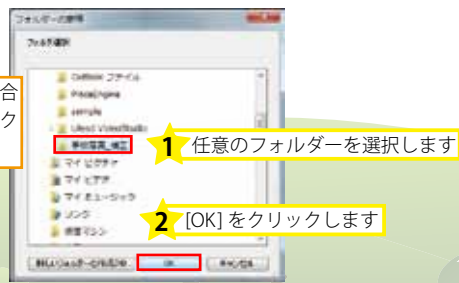 フォルダーの参照
フォルダ選択
合
ク
Outlook ファイル
sample
Ulead VideoStudio
マイ ピクチャ
マイ ビデオ
マイ ミュージック
リンク
1 任意のフォルダーを選択します
2 [OK] をクリックします
OK
キャンセル